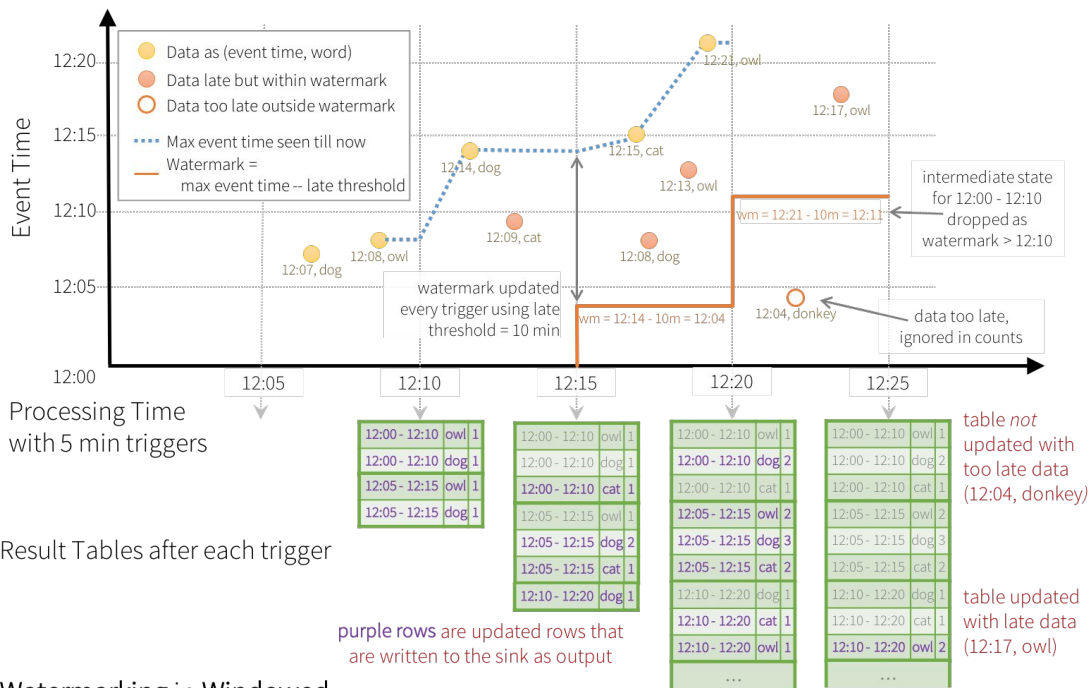 Data as (event time, word)
Data late but within watermark
Data too late outside watermark
Max event time seen till now
Watermark =
max event time -- late threshold
Event Time
12:20
12:15
12:10
12:05
12:00
12:07, dog
12:08, owl
12:14, dog
12:09, cat
12:15, cat
12:08, dog
12:13, owl
12:21, owl
12:17, owl
12:04, donkey
watermark updated
every trigger using late
threshold = 10 min
wm = 12:14 - 10m = 12:04
wm = 12:21 - 10m = 12:11
intermediate state
for 12:00 - 12:10
dropped as
watermark > 12:10
data too late,
ignored in counts
12:05
12:10
12:15
12:20
12:25
Processing Time
with 5 min triggers
Result Tables after each trigger
12:00 - 12:10 owl 1
12:00 - 12:10 dog 1
12:05 - 12:15 owl 1
12:05 - 12:15 dog 1
12:00 - 12:10 owl 1
12:00 - 12:10 dog 1
12:00 - 12:10 cat 1
12:05 - 12:15 owl 1
12:05 - 12:15 dog 2
12:05 - 12:15 cat 1
12:10 - 12:20 dog 1
12:00 - 12:10 owl 1
12:00 - 12:10 dog 2
12:00 - 12:10 cat 1
12:05 - 12:15 owl 2
12:05 - 12:15 dog 3
12:05 - 12:15 cat 2
12:10 - 12:20 dog 1
12:10 - 12:20 cat 1
12:10 - 12:20 owl 1
...
12:00 - 12:10 owl 1
12:00 - 12:10 dog 2
12:00 - 12:10 cat 1
12:05 - 12:15 owl 2
12:05 - 12:15 dog 3
12:05 - 12:15 cat 2
12:10 - 12:20 dog 1
12:10 - 12:20 cat 1
12:10 - 12:20 owl 2
...
table not
updated with
too late data
(12:04, donkey)
table updated
with late data
(12:17, owl)
purple rows are updated rows that
are written to the sink as output
Watermarking in Windowed